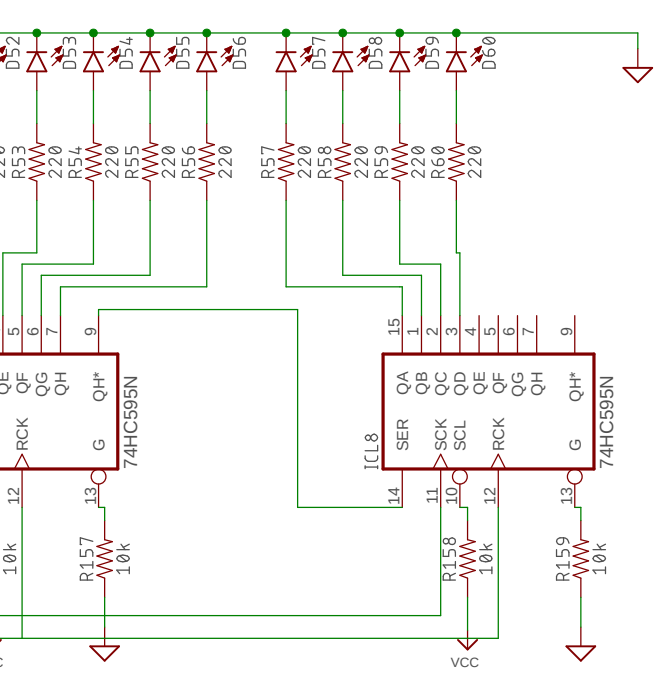 D52 D53 D54 D55 D56 D57 D58 D59 D60
R53 220 R54 220 R55 220 R56 220 R57 220 R58 220 R59 220 R60 220
5 6 7 9 15 1 2 3 4 5 6 7 9
QE QF QG QH QH* QA QB QC QD QE QF QG QH QH*
74HC595N 74HC595N
RCK G ICL8 SER SCK SCL RCK G
12 13 14 11 10 12 13
10k R157 10k R158 10k R159 10k
VCC